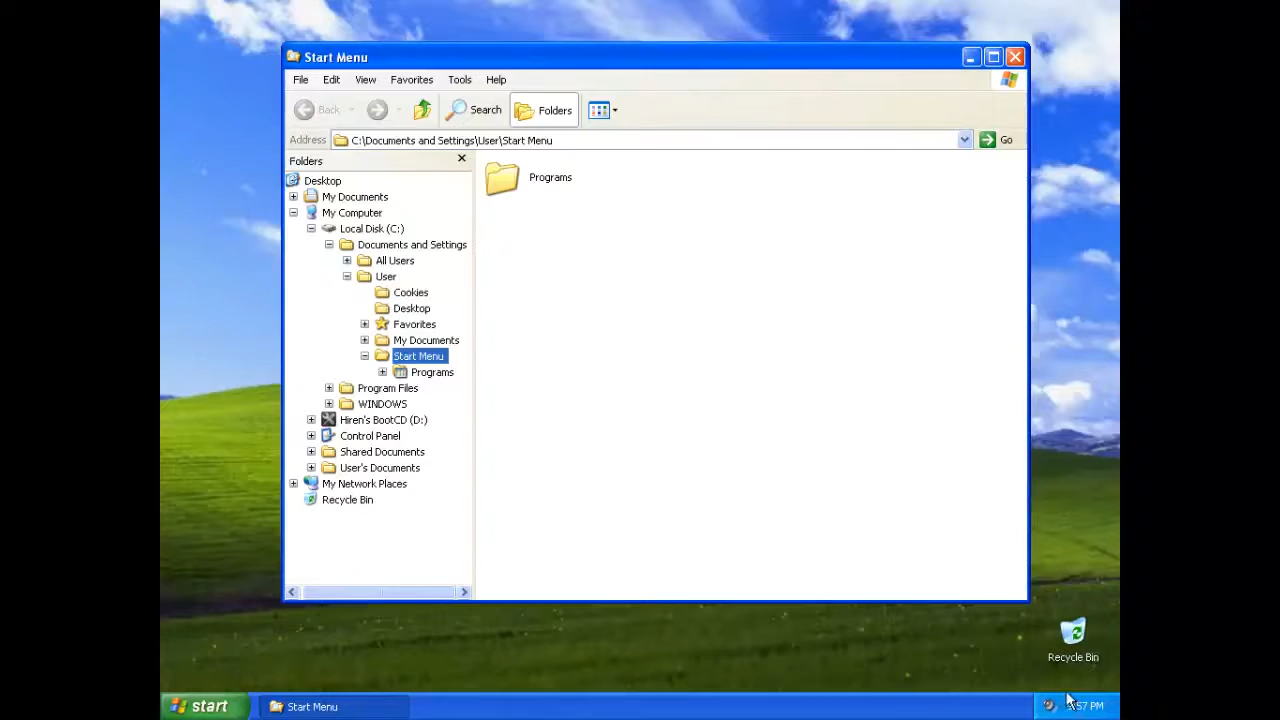 Start Menu
File Edit View Favorites Tools Help
Back Search Folders
Address C:\Documents and Settings\User\Start Menu Go
Folders
Desktop
My Documents
My Computer
Local Disk (C:)
Documents and Settings
All Users
User
Cookies
Desktop
Favorites
My Documents
Start Menu
Programs
Program Files
WINDOWS
Hiren's BootCD (D:)
Control Panel
Shared Documents
User's Documents
My Network Places
Recycle Bin
Programs
Recycle Bin
start Start Menu PM